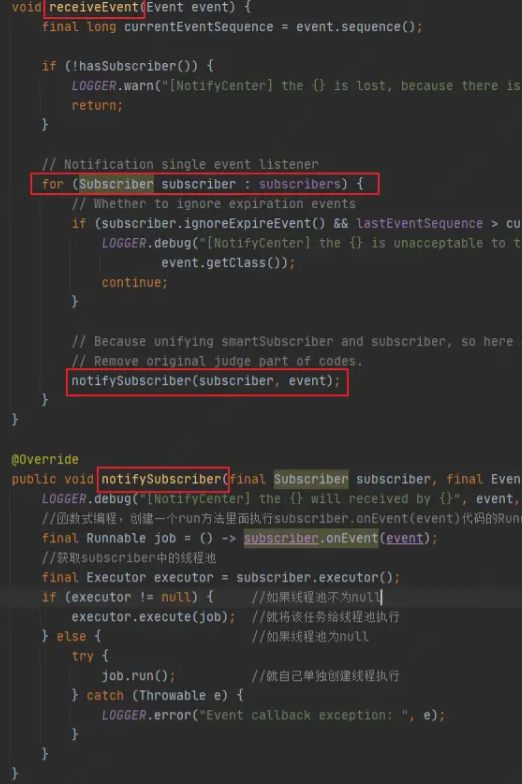 void receiveEvent(Event event) {
final long currentEventSequence = event.sequence();
if (!hasSubscriber()) {
LOGGER.warn("[NotifyCenter] the {} is lost, because there is
return;
}
// Notification single event listener
for (Subscriber subscriber : subscribers) {
// Whether to ignore expiration events
if (subscriber.ignoreExpireEvent() && lastEventSequence > cu
LOGGER.debug("[NotifyCenter] the {} is unacceptable to t
event.getClass());
continue;
}
// Because unifying smartSubscriber and subscriber, so here
// Remove original judge part of codes.
notifySubscriber(subscriber, event);
}
}
@Override
public void notifySubscriber(final Subscriber subscriber, final Even
LOGGER.debug("[NotifyCenter] the {} will received by {}", event,
//函数式编程，创建一个run方法里面执行subscriber.onEvent(event)代码的Run
final Runnable job = () -> subscriber.onEvent(event);
//获取subscriber中的线程池
final Executor executor = subscriber.executor();
if (executor != null) { //如果线程池不为null
executor.execute(job); //就将该任务给线程池执行
} else { //如果线程池为null
try {
job.run(); //就自己单独创建线程执行
} catch (Throwable e) {
LOGGER.error("Event callback exception: ", e);
}
}
}